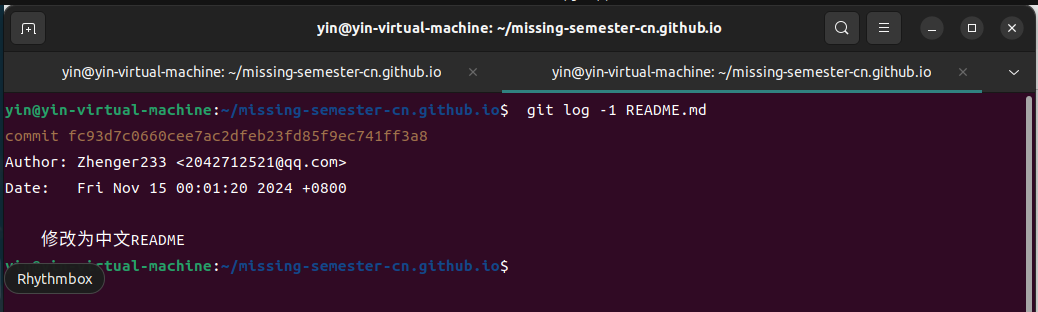 yin@yin-virtual-machine: ~/missing-semester-cn.github.io
yin@yin-virtual-machine: ~/missing-semester-cn.github.io × yin@yin-virtual-machine: ~/missing-semester-cn.github.io ×
yin@yin-virtual-machine:~/missing-semester-cn.github.io$  git log -1 README.md
commit fc93d7c0660cee7ac2dfeb23fd85f9ec741ff3a8
Author: Zhenger233 <2042712521@qq.com>
Date:   Fri Nov 15 00:01:20 2024 +0800
修改为中文README
yin@yin-virtual-machine:~/missing-semester-cn.github.io$
Rhythmbox